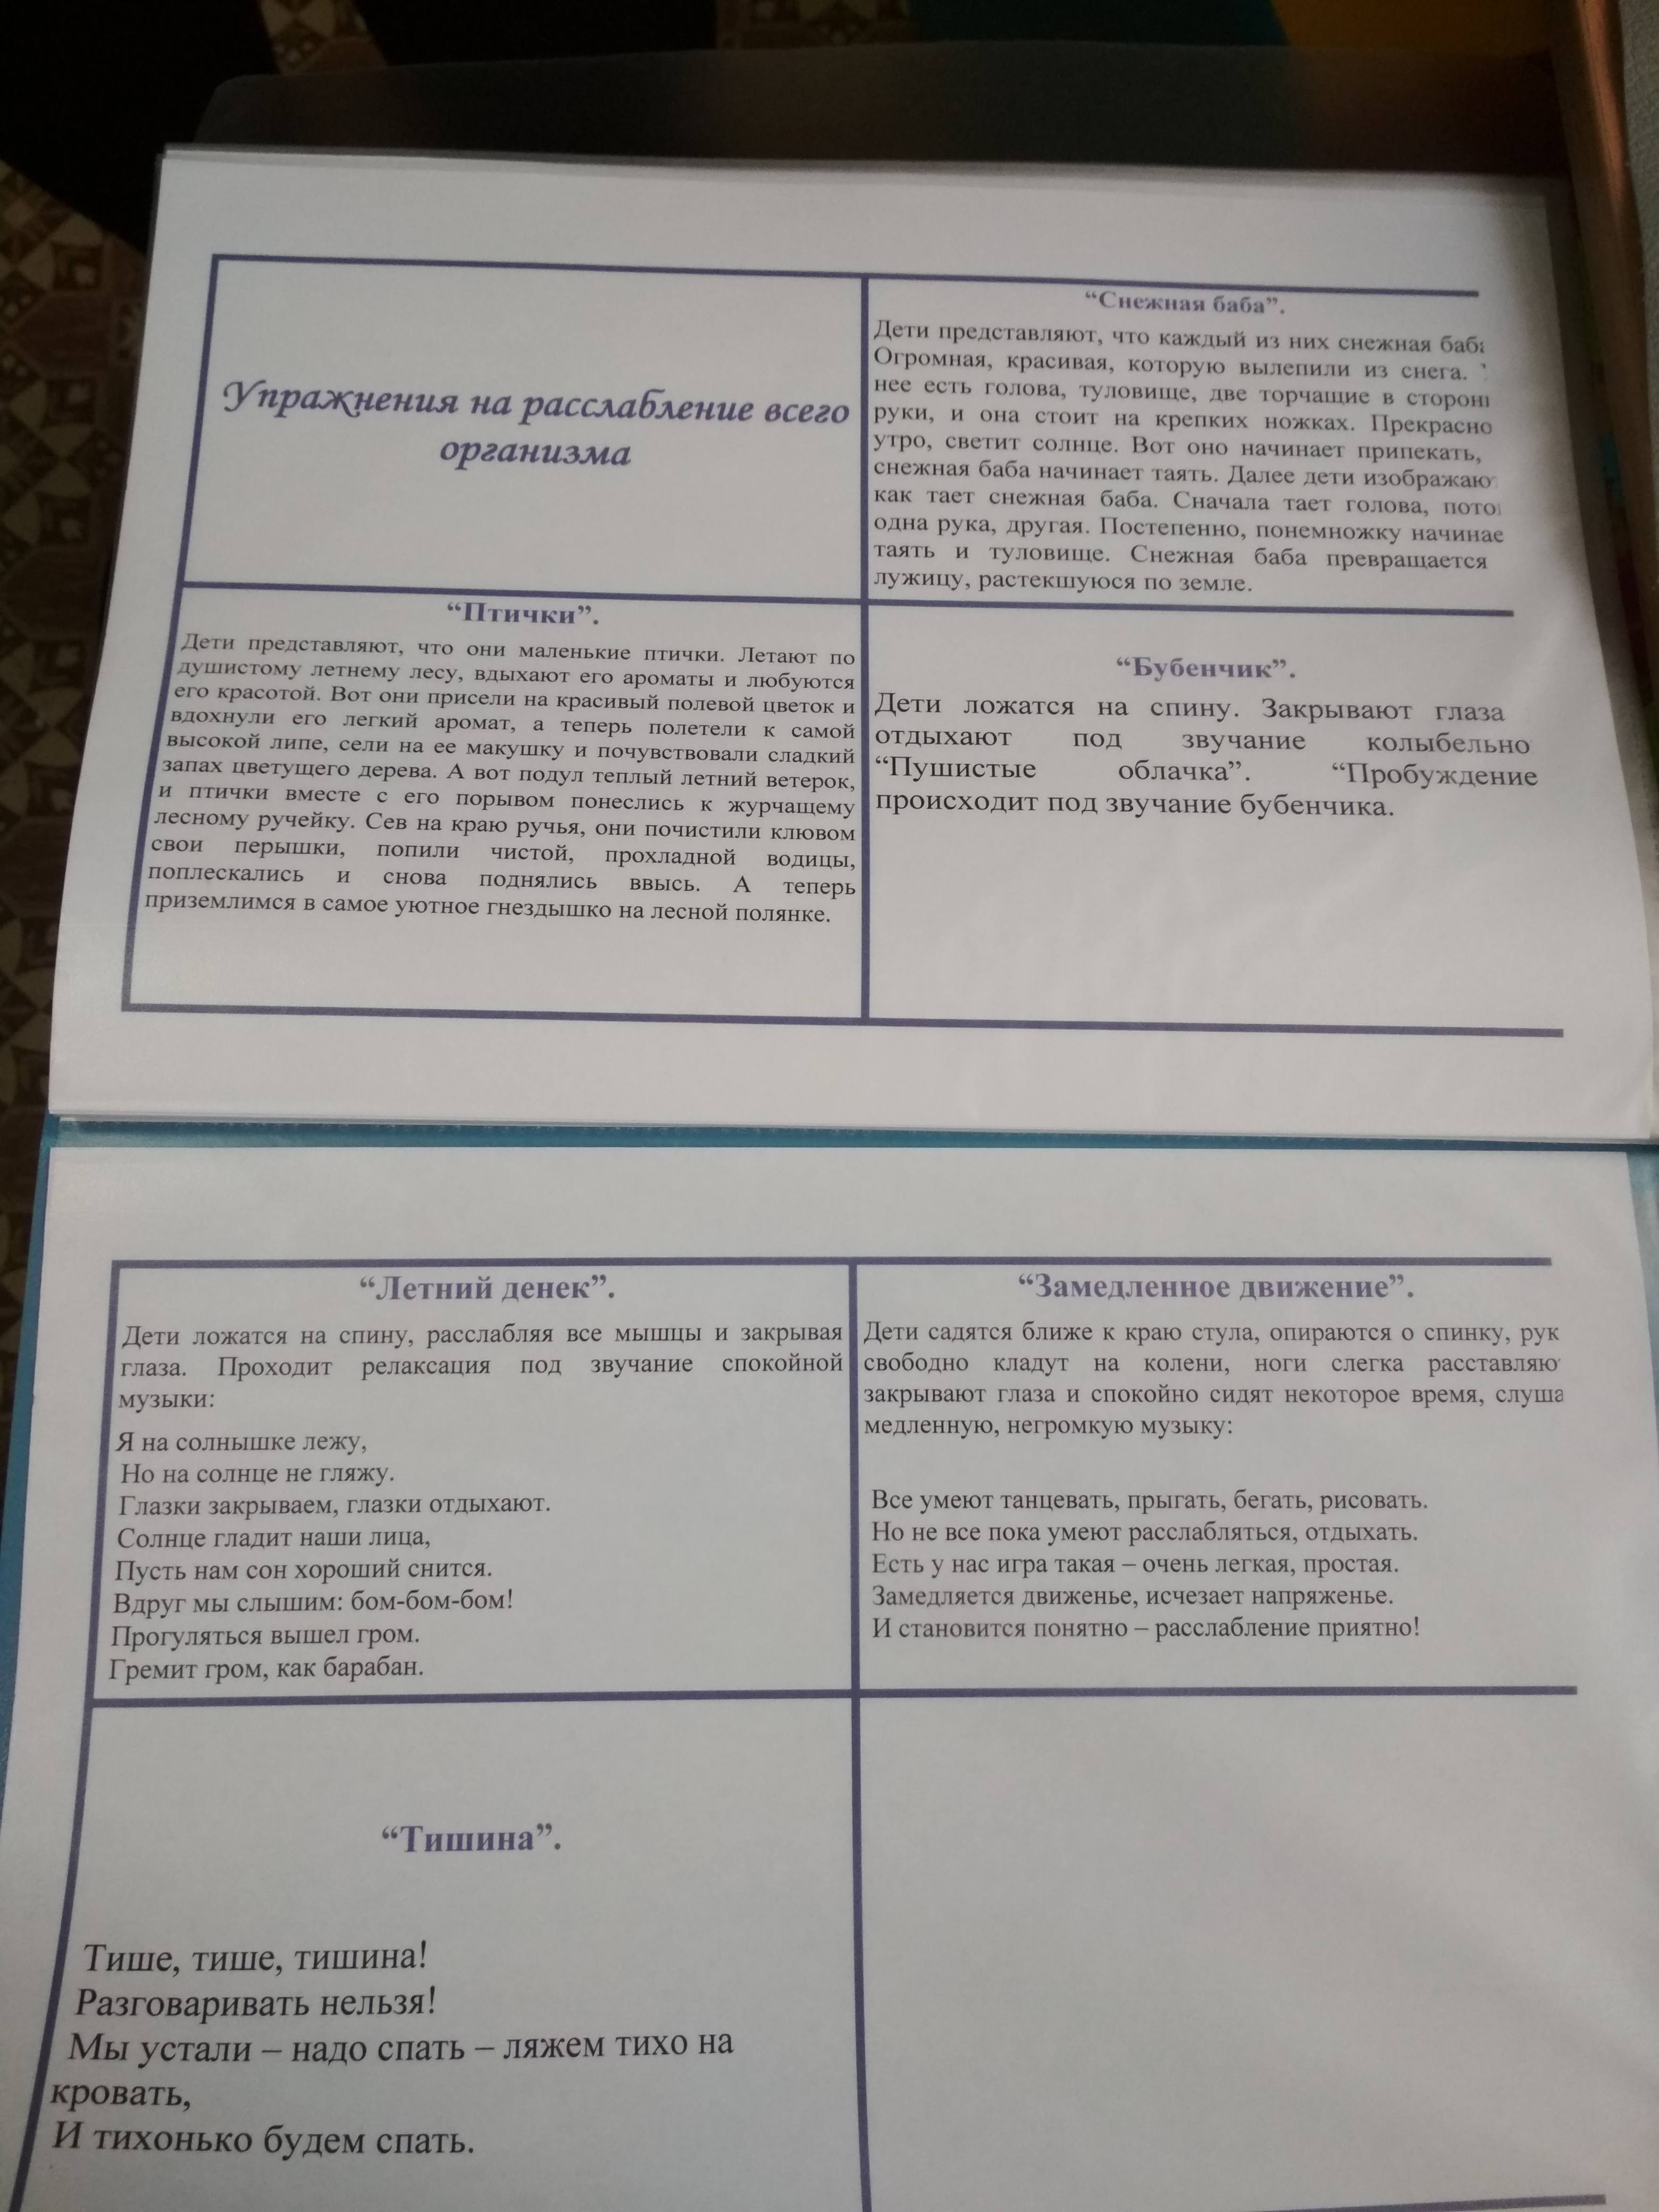 Упражнения на расслабление всего
организма
“Снежная баба”.
Дети представляют, что каждый из них снежная
Огромная, красивая, которую вылепили из снега.
нее есть голова, туловище, две торчащие в
руки, и она стоит на крепких ножках. Прекрасно
утро, светит солнце. Вот оно начинает припекать,
снежная баба начинает таять. Далее дети изображаю
как тает снежная баба. Сначала тает голова, пото
одна рука, другая. Постепенно, понемножку начинае
таять и туловище. Снежная баба превращается
лужицу, растекшуюся по земле.
“Птички”.
Дети представляют, что они маленькие птички. Летают по
душистому летнему лесу, вдыхают его ароматы и любуются
его красотой. Вот они присели на красивый полевой цветок и
вдохнули его легкий аромат, а теперь полетели к самой
высокой липе, сели на ее макушку и почувствовали сладкий
запах цветущего дерева. А вот подул теплый летний ветерок,
и птички вместе с его порывом понеслись к журчащему
лесному ручейку. Сев на краю ручья, они почистили клювом
свои перышки, попили чистой, прохладной водицы,
поплескались и снова поднялись ввысь. А теперь
приземлимся в самое уютное гнездышко на лесной полянке.
“Бубенчик”.
Дети ложатся на спину. Закрывают глаза
отдыхают под звучание колыбельно
“Пушистые облачка”. “Пробуждение
происходит под звучание бубенчика.
“Летний денек”.
Дети ложатся на спину, расслабляя все мышцы и закрывая
глаза. Проходит релаксация под звучание спокойной
музыки:
Я на солнышке лежу,
Но на солнце не гляжу.
Глазки закрываем, глазки отдыхают.
Солнце гладит наши лица,
Пусть нам сон хороший снится.
Вдруг мы слышим: бом-бом-бом!
Прогуляться вышел гром.
Гремит гром, как барабан.
“Замедленное движение”.
Дети садятся ближе к краю стула, опираются о спинку, рук
свободно кладут на колени, ноги слегка расставляю
закрывают глаза и спокойно сидят некоторое время, слуша
медленную, негромкую музыку:
Все умеют танцевать, прыгать, бегать, рисовать.
Но не все пока умеют расслабляться, отдыхать.
Есть у нас игра такая – очень легкая, простая.
Замедляется движенье, исчезает напряженье.
И становится понятно – расслабление приятно!
“Тишина”.
Тише, тише, тишина!
Разговаривать нельзя!
Мы устали – надо спать – ляжем тихо на
кровать,
И тихонько будем спать.